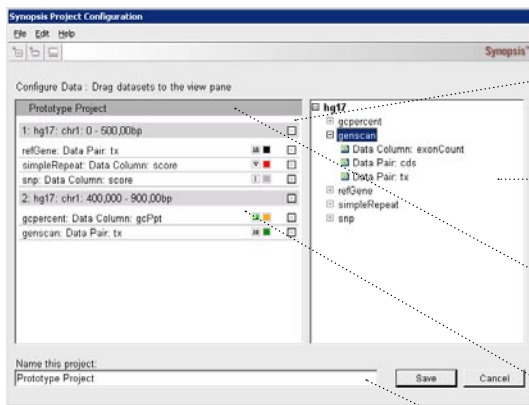 Synopsis Project Configuration
File Edit Help
Synopsis™
Configure Data : Drag datasets to the view pane
Prototype Project
1: hg17: chr1: 0 - 500,00bp
refGene: Data Pair: tx
simpleRepeat: Data Column: score
snp: Data Column: score
2: hg17: chr1: 400,000 - 900,00bp
gcpercent: Data Column: gcPpt
genscan: Data Pair: tx
hg17
gcpercent
genscan
Data Column: exonCount
Data Pair: cds
Data Pair: tx
refGene
simpleRepeat
snp
Name this project:
Prototype Project
Save Cancel